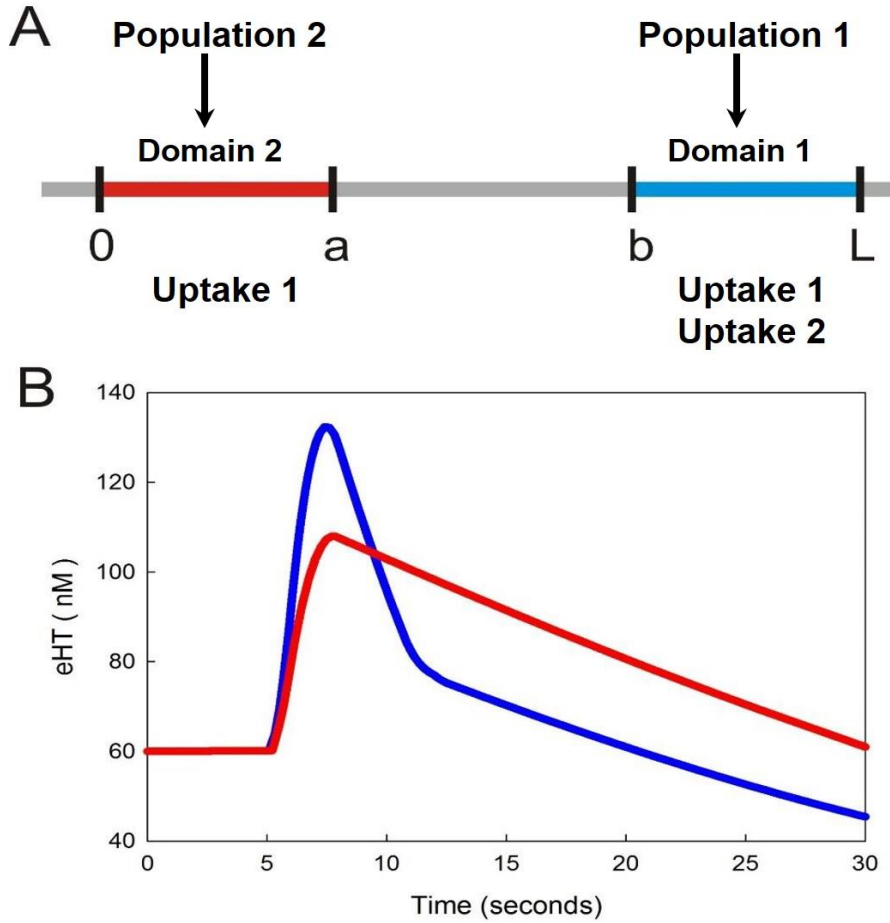 A
Population 2 Population 1
Domain 2 Domain 1
0 a b L
Uptake 1 Uptake 1
Uptake 2
B
140
120
100
80
60
40
eHT ( nM )
0 5 10 15 20 25 30
Time (seconds)